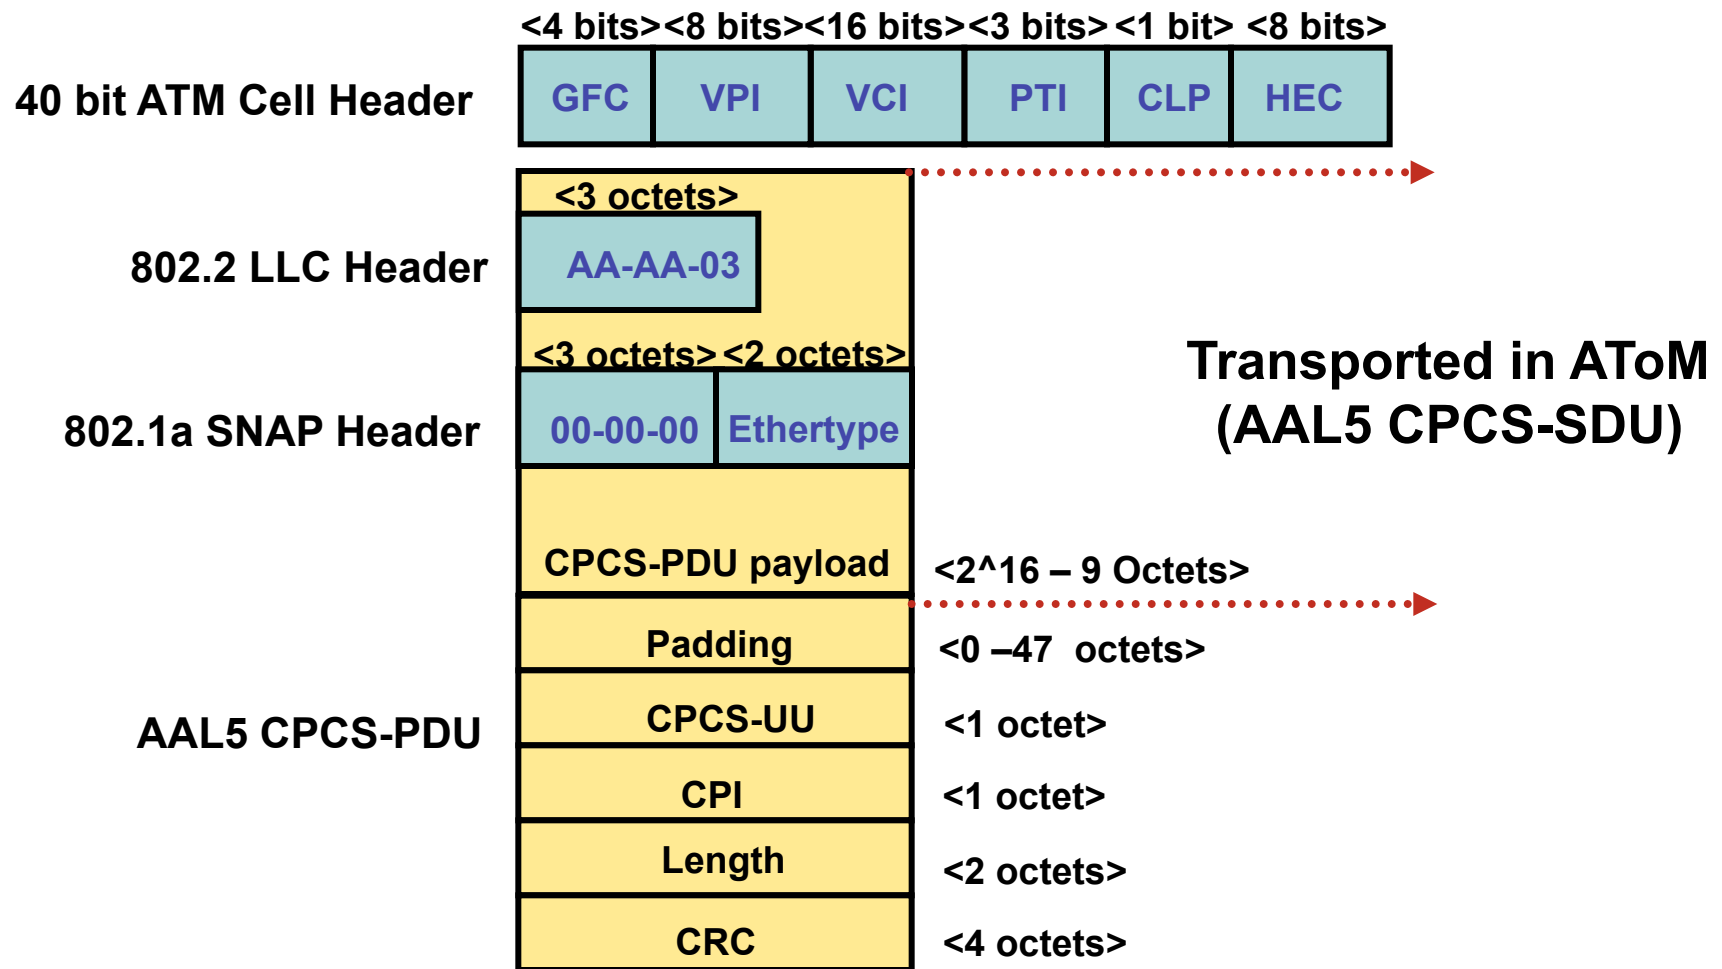 <4 bits><8 bits><16 bits><3 bits><1 bit> <8 bits>
40 bit ATM Cell Header
GFC VPI VCI PTI CLP HEC
<3 octets>
802.2 LLC Header
AA-AA-03
<3 octets> <2 octets>
802.1a SNAP Header
00-00-00 Ethertype
Transported in AToM
(AAL5 CPCS-SDU)
CPCS-PDU payload <2^16 – 9 Octets>
Padding <0 –47 octets>
AAL5 CPCS-PDU
CPCS-UU <1 octet>
CPI <1 octet>
Length <2 octets>
CRC <4 octets>